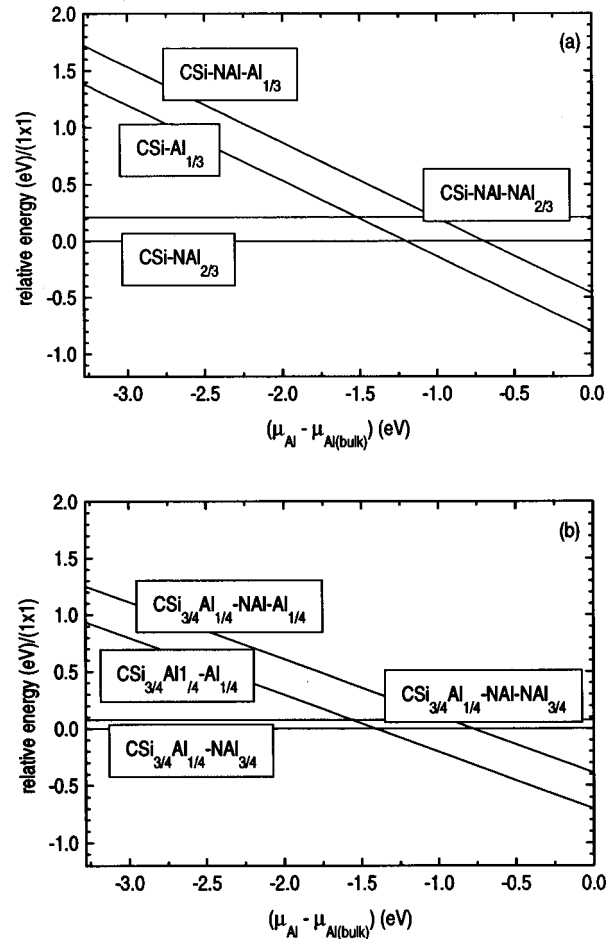 (a)
2.0
1.5
1.0
0.5
0.0
-0.5
-1.0
relative energy (eV)/(1x1)
CSi-NAl-Al1/3
CSi-Al1/3
CSi-NAl-NAl2/3
CSi-NAl2/3
-3.0 -2.5 -2.0 -1.5 -1.0 -0.5 0.0
(μAl - μAl(bulk)) (eV)
(b)
2.0
1.5
1.0
0.5
0.0
-0.5
-1.0
relative energy (eV)/(1x1)
CSi3/4Al1/4-NAl-Al1/4
CSi3/4Al1/4-Al1/4
CSi3/4Al1/4-NAl-NAl3/4
CSi3/4Al1/4-NAl3/4
-3.0 -2.5 -2.0 -1.5 -1.0 -0.5 0.0
(μAl - μAl(bulk)) (eV)